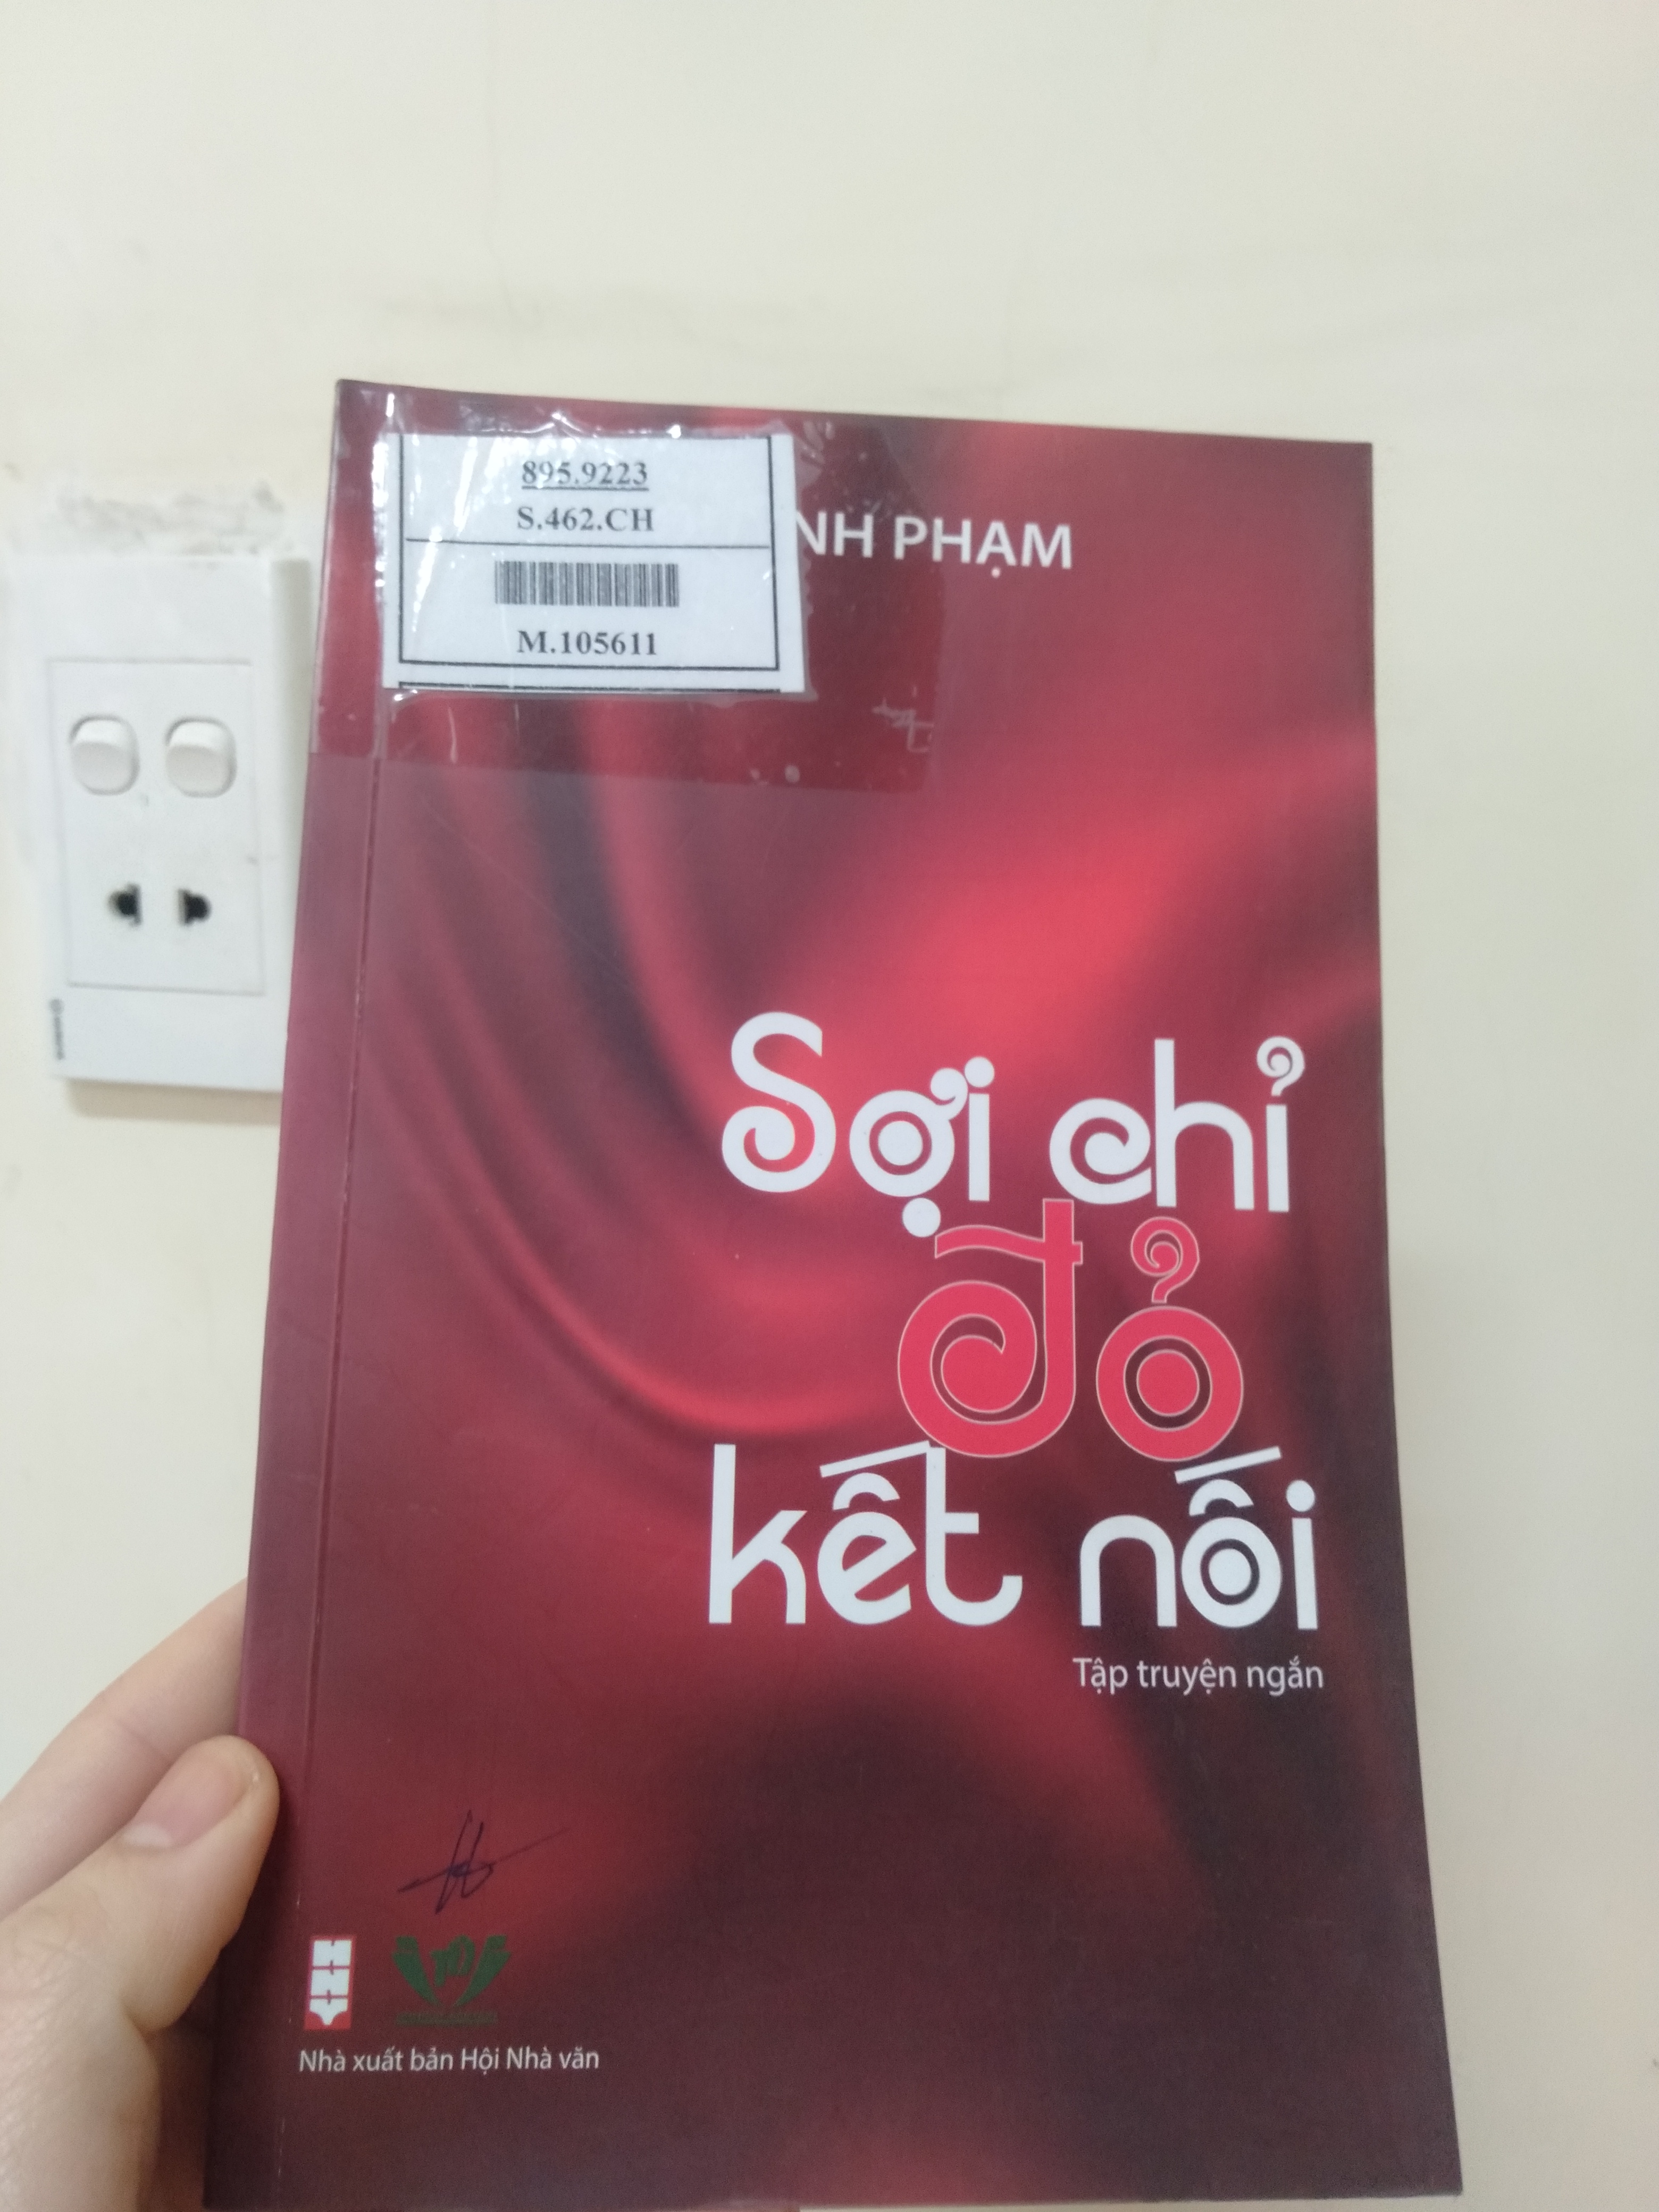 895.9223
S.462.CH
M.105611
NH PHẠM
Sợi chỉ
đỏ
kết nối
Tập truyện ngắn
Nhà xuất bản Hội Nhà văn